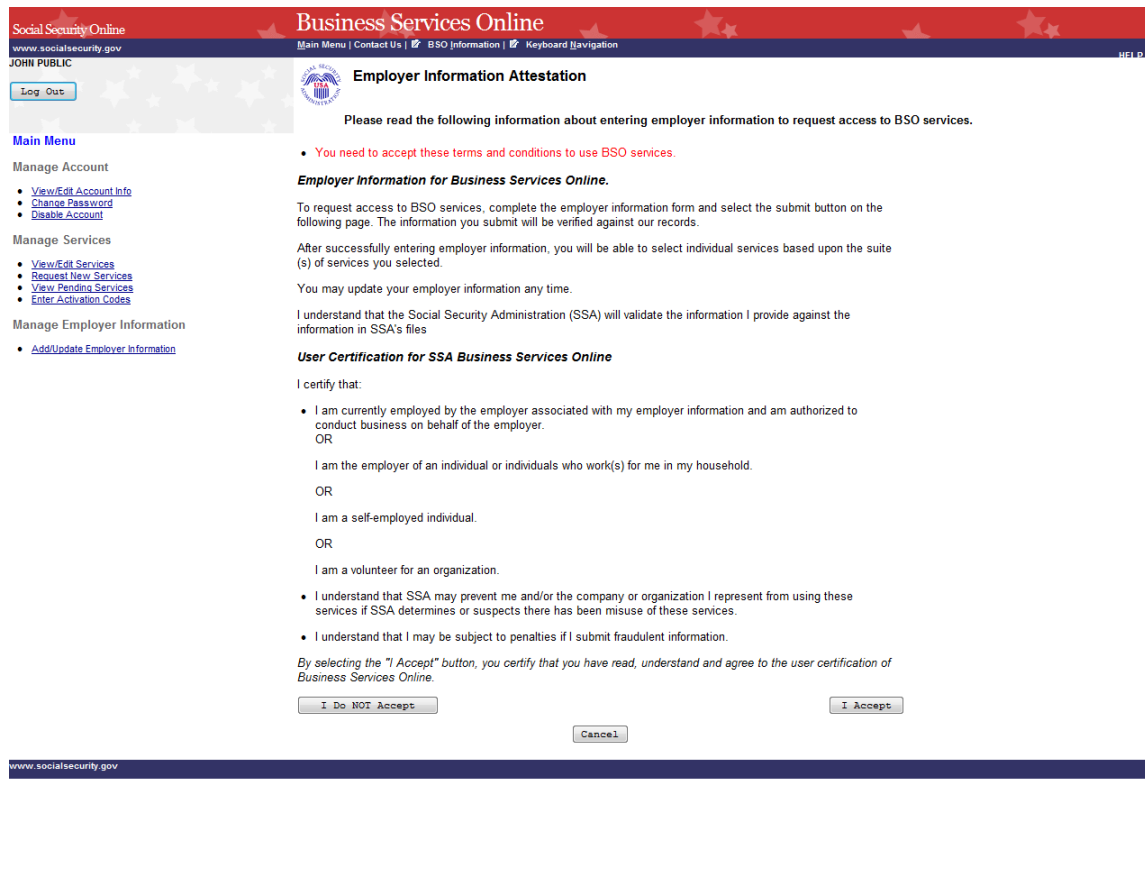 Social Security Online
Business Services Online
www.socialsecurity.gov
Main Menu | Contact Us | BSO Information | Keyboard Navigation
HELP
JOHN PUBLIC
Log Out
Main Menu
Manage Account
• View/Edit Account Info
• Change Password
• Disable Account
Manage Services
• View/Edit Services
• Request New Services
• View Pending Services
• Enter Activation Codes
Manage Employer Information
• Add/Update Employer Information
SOCIAL SECURITY ADMINISTRATION
USA
Employer Information Attestation
Please read the following information about entering employer information to request access to BSO services.
• You need to accept these terms and conditions to use BSO services.
Employer Information for Business Services Online.
To request access to BSO services, complete the employer information form and select the submit button on the
following page. The information you submit will be verified against our records.
After successfully entering employer information, you will be able to select individual services based upon the suite
(s) of services you selected.
You may update your employer information any time.
I understand that the Social Security Administration (SSA) will validate the information I provide against the
information in SSA's files
User Certification for SSA Business Services Online
I certify that:
• I am currently employed by the employer associated with my employer information and am authorized to
conduct business on behalf of the employer.
OR
I am the employer of an individual or individuals who work(s) for me in my household.
OR
I am a self-employed individual.
OR
I am a volunteer for an organization.
• I understand that SSA may prevent me and/or the company or organization I represent from using these
services if SSA determines or suspects there has been misuse of these services.
• I understand that I may be subject to penalties if I submit fraudulent information.
By selecting the "I Accept" button, you certify that you have read, understand and agree to the user certification of
Business Services Online.
I Do NOT Accept
I Accept
Cancel
www.socialsecurity.gov